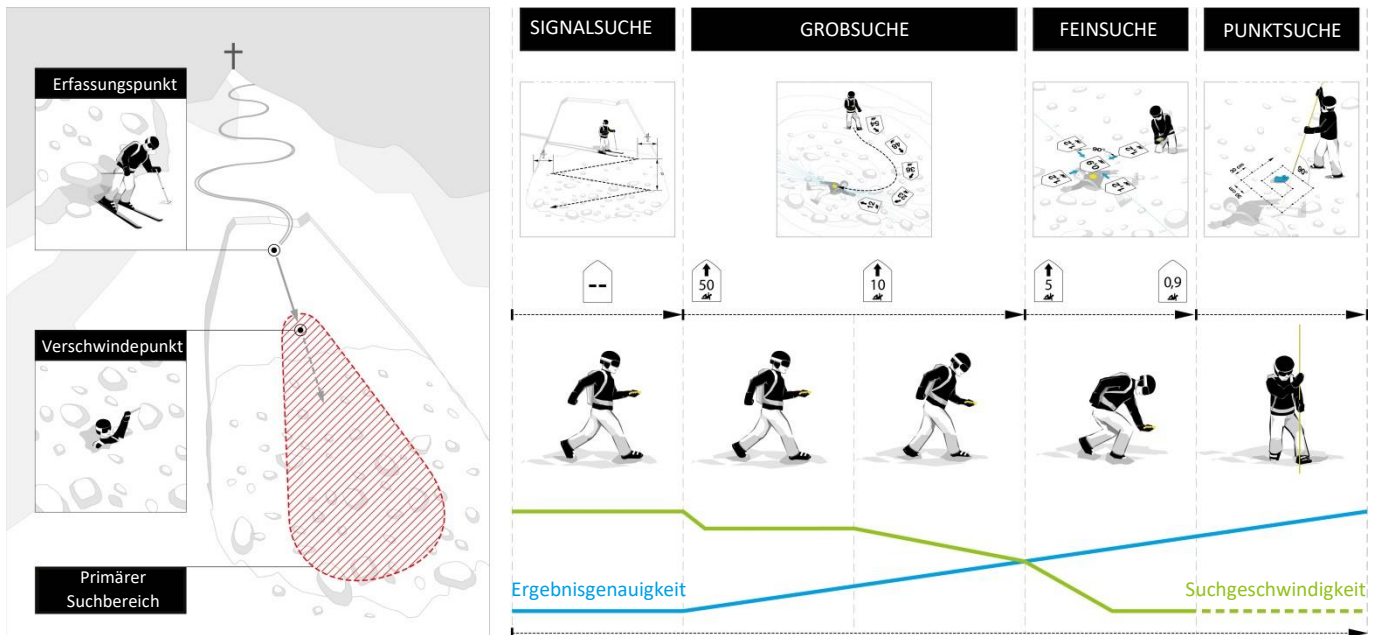 Erfassungspunkt
Verschwindepunkt
Primärer
Suchbereich
SIGNALSUCHE
GROBSUCHE
FEINSUCHE
PUNKTSUCHE
--
50
10
5
0,9
Ergebnisgenauigkeit
Suchgeschwindigkeit